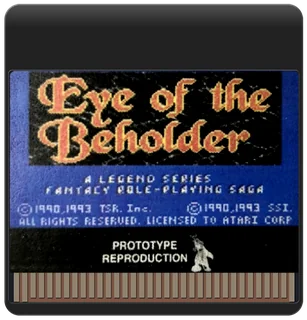 Eye of the
Beholder
A LEGEND SERIES
FANTASY ROLE-PLAYING SAGA
©1990,1993 TSR, Inc. ©1990,1993 SSI.
ALL RIGHTS RESERVED. LICENSED TO ATARI CORP
PROTOTYPE
REPRODUCTION